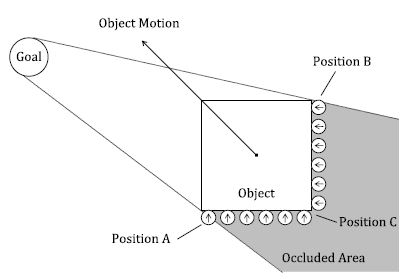 Object Motion
Goal
Position B
Object
Position C
Position A
Occluded Area